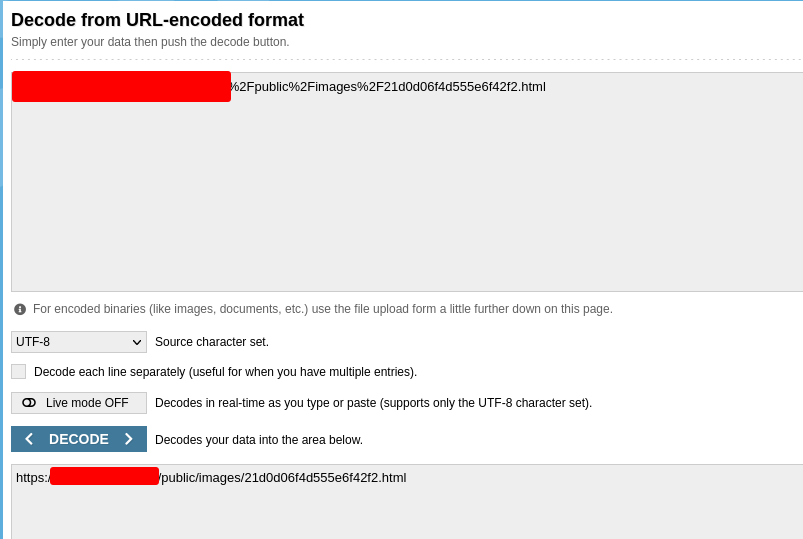 Decode from URL-encoded format
Simply enter your data then push the decode button.
%2Fpublic%2Fimages%2F21d0d06f4d555e6f42f2.html
For encoded binaries (like images, documents, etc.) use the file upload form a little further down on this page.
UTF-8 Source character set.
Decode each line separately (useful for when you have multiple entries).
Live mode OFF Decodes in real-time as you type or paste (supports only the UTF-8 character set).
DECODE Decodes your data into the area below.
https:/ /public/images/21d0d06f4d555e6f42f2.html